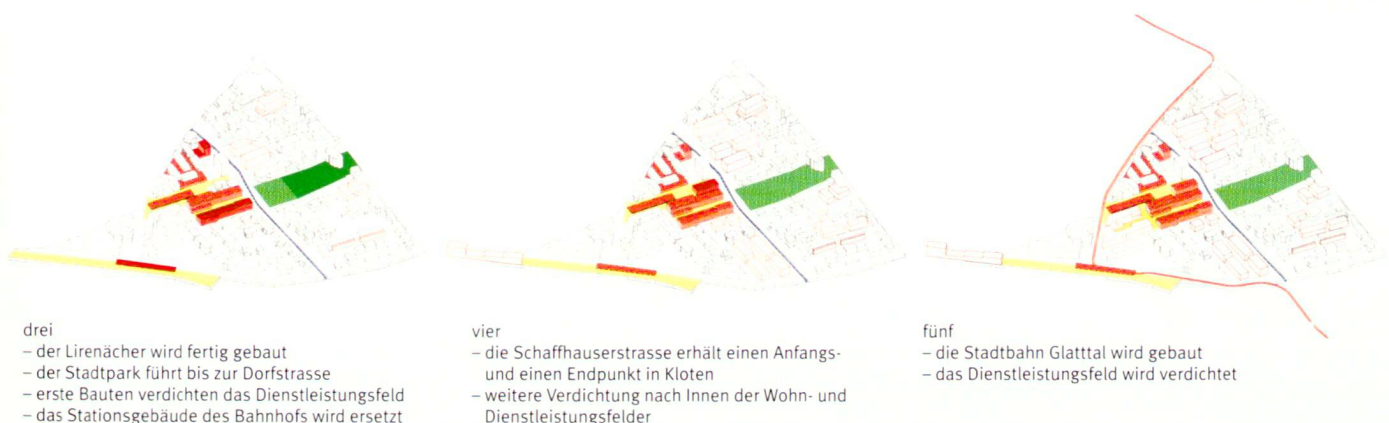 drei
– der Lirenächer wird fertig gebaut
– der Stadtpark führt bis zur Dorfstrasse
– erste Bauten verdichten das Dienstleistungsfeld
– das Stationsgebäude des Bahnhofs wird ersetzt
vier
– die Schaffhauserstrasse erhält einen Anfangs-
und einen Endpunkt in Kloten
– weitere Verdichtung nach Innen der Wohn- und
Dienstleistungsfelder
fünf
– die Stadtbahn Glatttal wird gebaut
– das Dienstleistungsfeld wird verdichtet